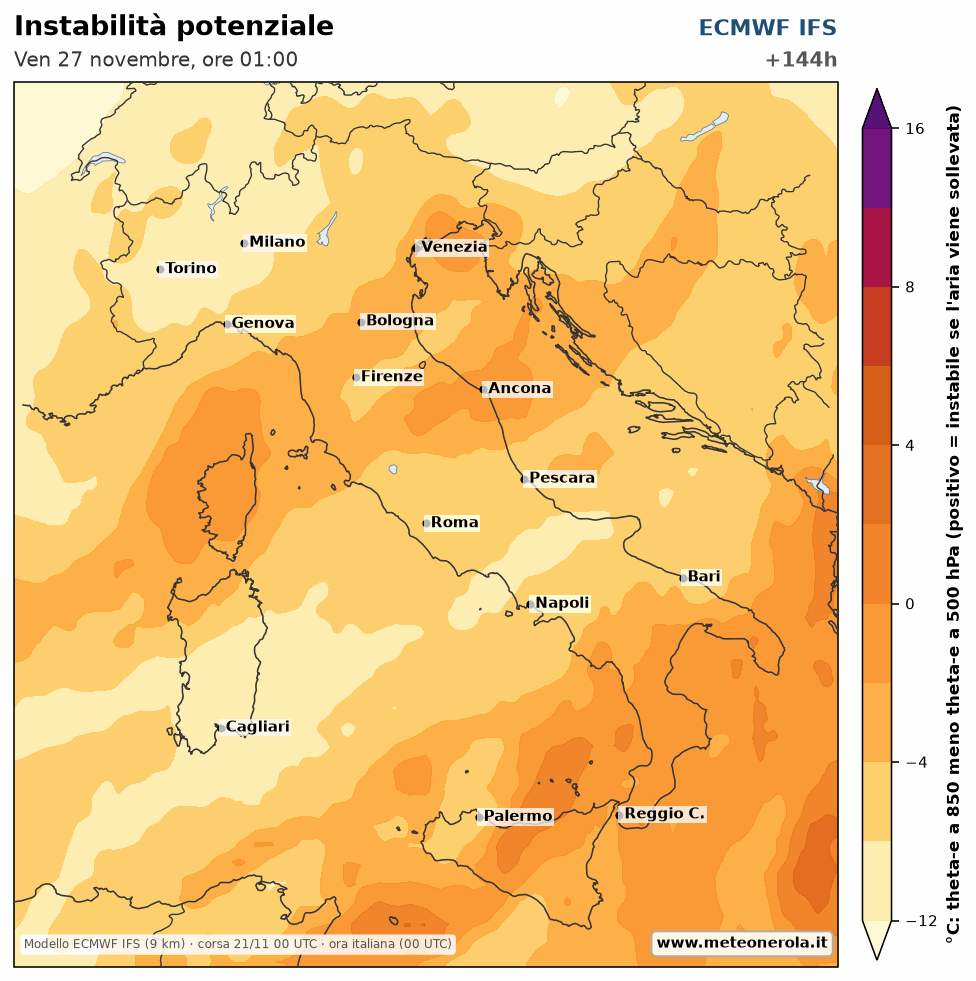 Instabilità potenziale
ECMWF IFS
Ven 27 novembre, ore 01:00
+144h
16
8
4
0
−4
−12
°C: theta-e a 850 meno theta-e a 500 hPa (positivo = instabile se l'aria viene sollevata)
Venezia
Milano
Torino
Bologna
Genova
Firenze
Ancona
Pescara
Roma
Bari
Napoli
Cagliari
Palermo
Reggio C.
Modello ECMWF IFS (9 km) · corsa 21/11 00 UTC · ora italiana (00 UTC)
www.meteonerola.it